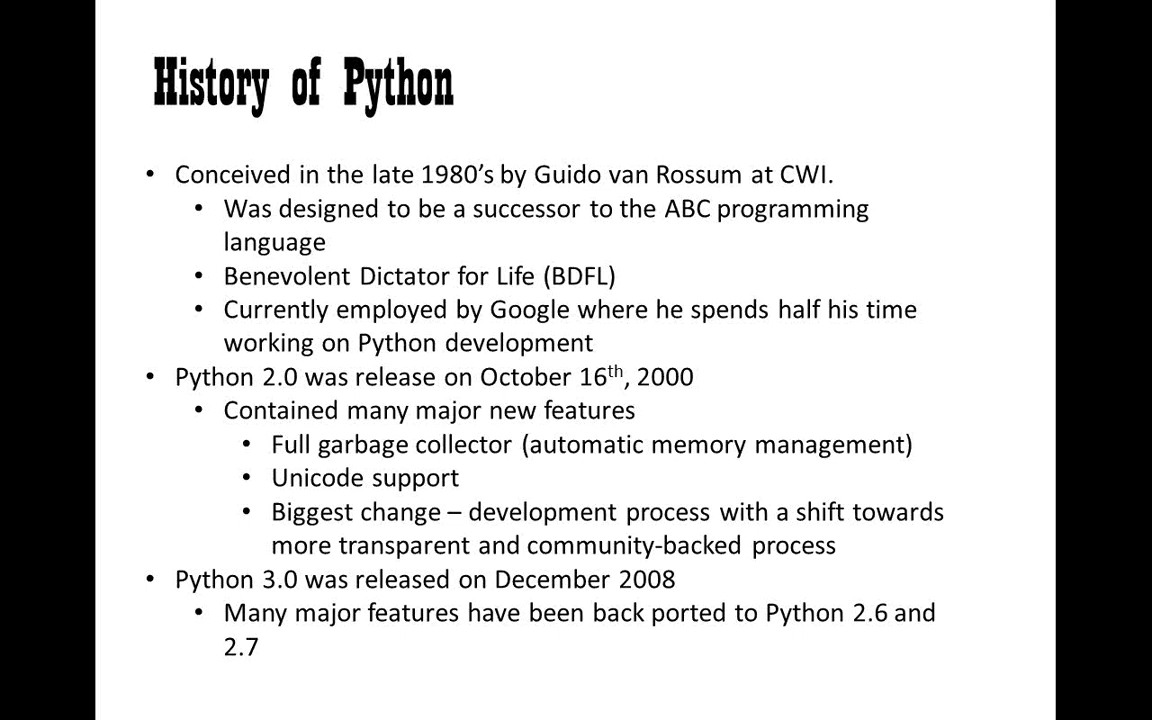 History of Python
• Conceived in the late 1980’s by Guido van Rossum at CWI.
• Was designed to be a successor to the ABC programming
language
• Benevolent Dictator for Life (BDFL)
• Currently employed by Google where he spends half his time
working on Python development
• Python 2.0 was release on October 16th, 2000
• Contained many major new features
• Full garbage collector (automatic memory management)
• Unicode support
• Biggest change – development process with a shift towards
more transparent and community-backed process
• Python 3.0 was released on December 2008
• Many major features have been back ported to Python 2.6 and
2.7